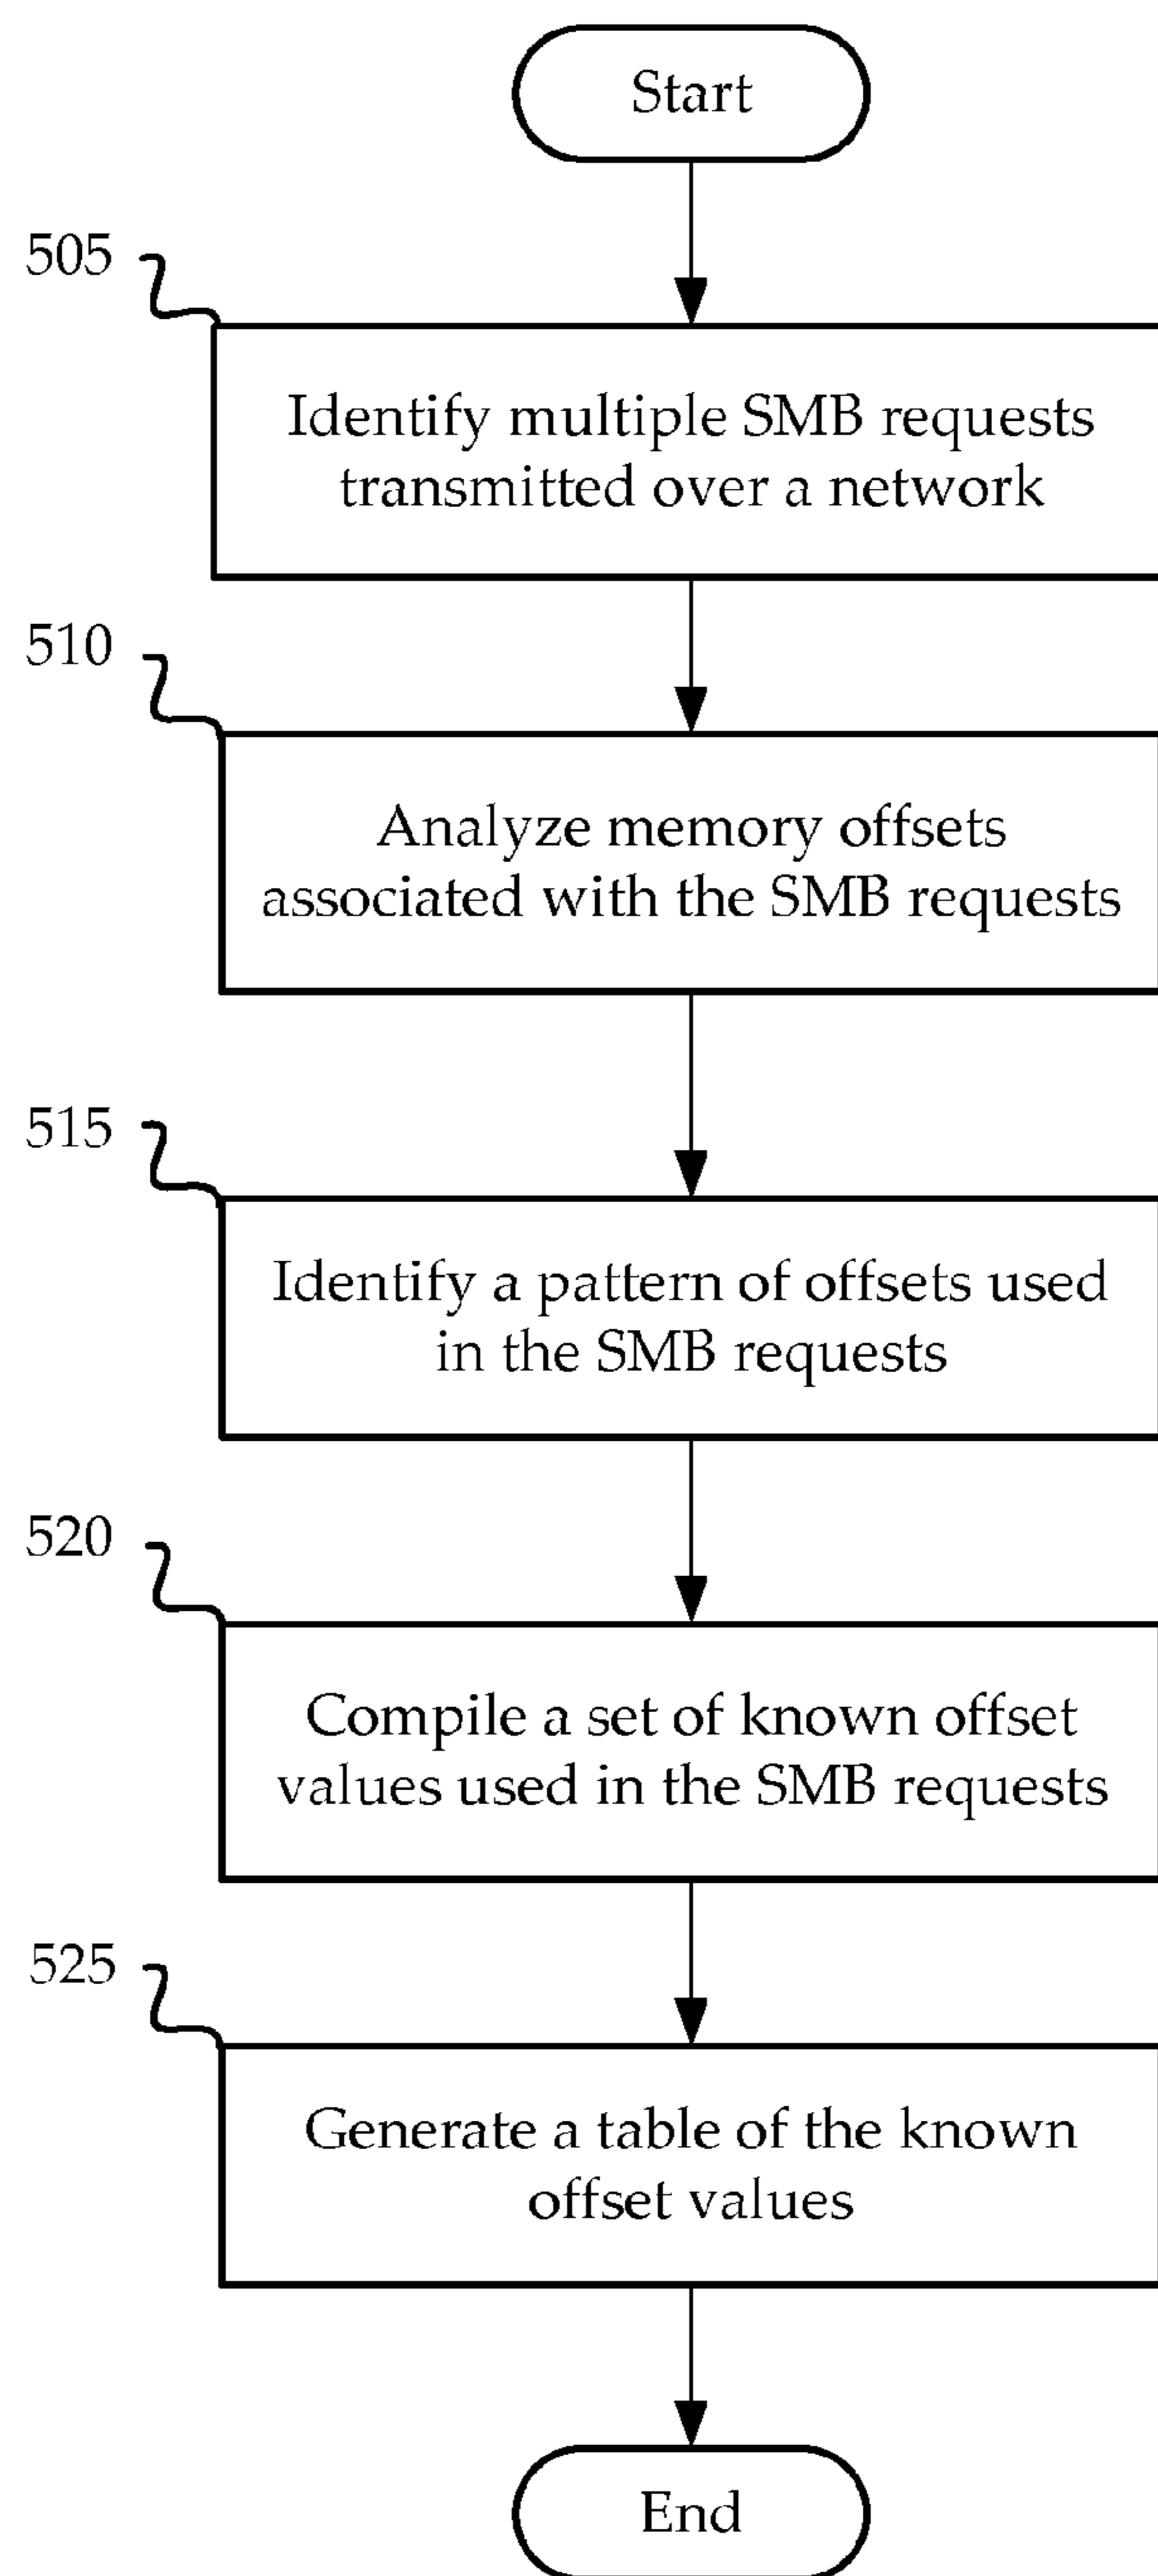 Start
505
Identify multiple SMB requests
transmitted over a network
510
Analyze memory offsets
associated with the SMB requests
515
Identify a pattern of offsets used
in the SMB requests
520
Compile a set of known offset
values used in the SMB requests
525
Generate a table of the known
offset values
End